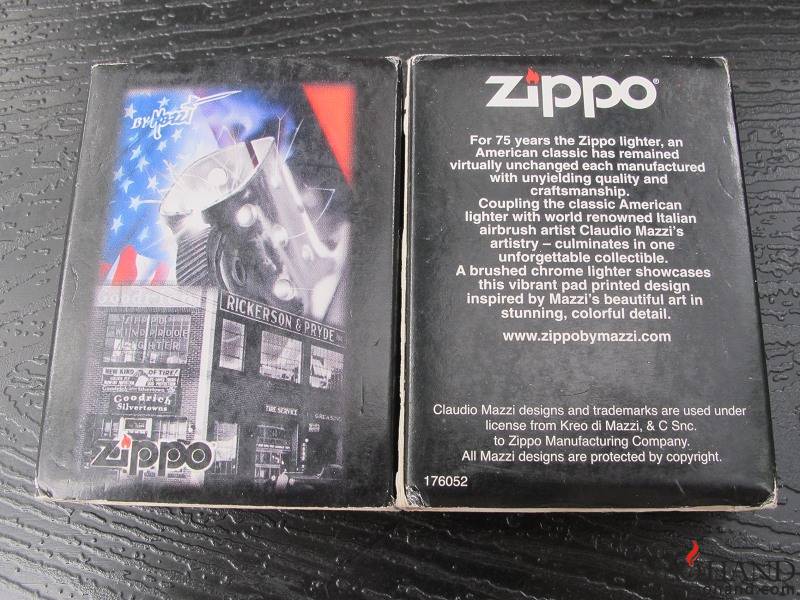 BY Mazzi
Goodrich
ZIPPO
WINDPROOF
LIGHTER
RICKERSON & PRYDE INC
NEW KIND OF TIRE!
Goodrich
Silvertowns
TIRE SERVICE
GREASING
zippo
zippo®
For 75 years the Zippo lighter, an
American classic has remained
virtually unchanged each manufactured
with unyielding quality and
craftsmanship.
Coupling the classic American
lighter with world renowned Italian
airbrush artist Claudio Mazzi's
artistry – culminates in one
unforgettable collectible.
A brushed chrome lighter showcases
this vibrant pad printed design
inspired by Mazzi's beautiful art in
stunning, colorful detail.
www.zippobymazzi.com
Claudio Mazzi designs and trademarks are used under
license from Kreo di Mazzi, & C Snc.
to Zippo Manufacturing Company.
All Mazzi designs are protected by copyright.
176052